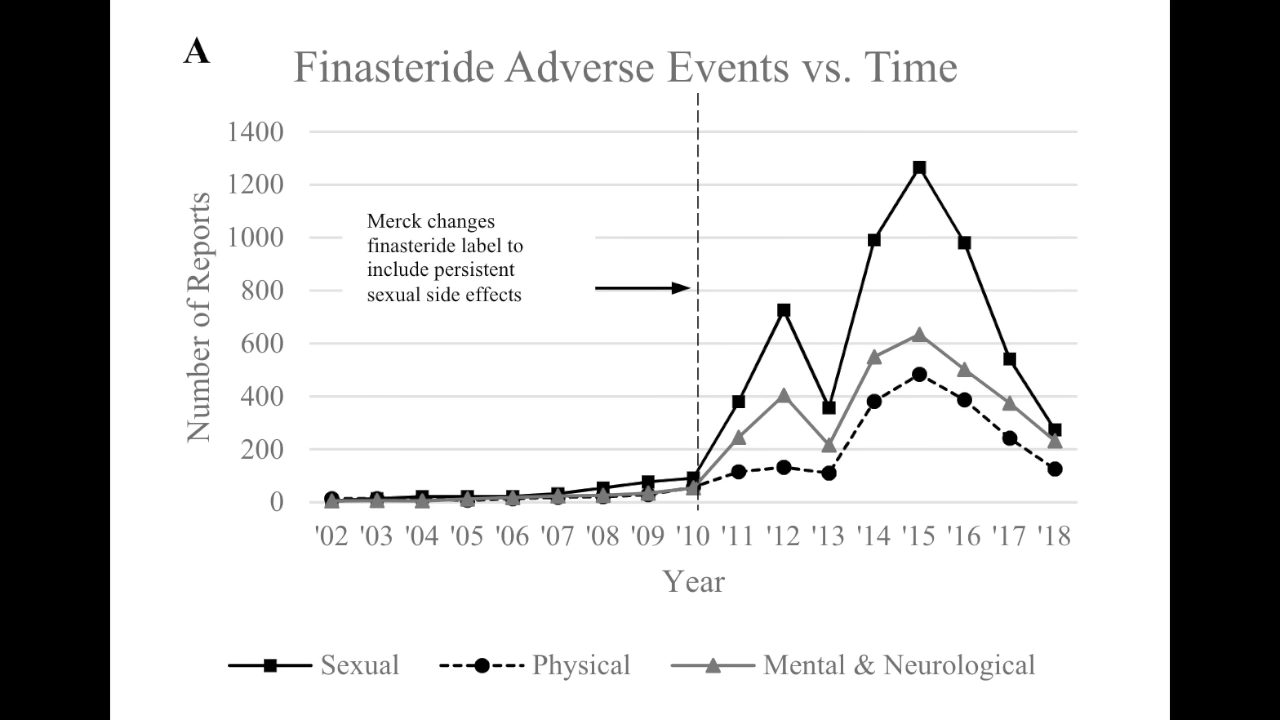 A
Finasteride Adverse Events vs. Time
1400
1200
1000
800
600
400
200
0
Number of Reports
Merck changes
finasteride label to
include persistent
sexual side effects
'02 '03 '04 '05 '06 '07 '08 '09 '10 '11 '12 '13 '14 '15 '16 '17 '18
Year
Sexual Physical Mental & Neurological